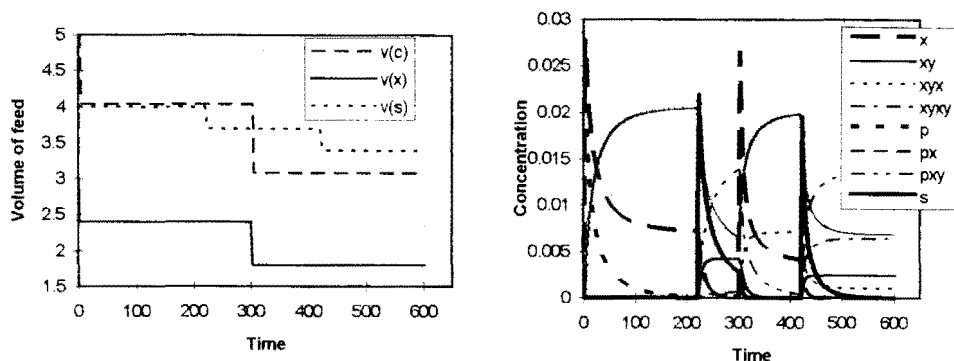 Volume of feed
5
4.5
4
3.5
3
2.5
2
1.5
0 100 200 300 400 500 600 700
Time
v(c)
v(x)
v(s)
Concentration
0.03
0.025
0.02
0.015
0.01
0.005
0
0 100 200 300 400 500 600
Time
x
xy
xyx
xyxy
p
px
pxy
s